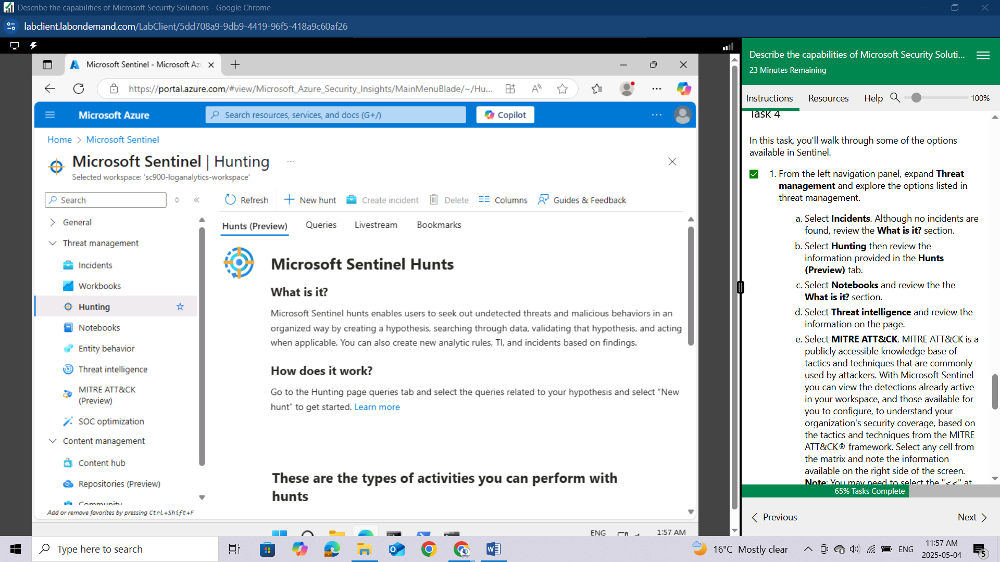 Describe the capabilities of Microsoft Security Solutions - Google Chrome
labclient.labondemand.com/LabClient/5dd708a9-9db9-4419-96f5-418a9c60af26
Microsoft Sentinel - Microsoft Az
https://portal.azure.com/#view/Microsoft_Azure_Security_Insights/MainMenuBlade/~/Hu...
Microsoft Azure
Search resources, services, and docs (G+/)
Copilot
Home > Microsoft Sentinel
Microsoft Sentinel | Hunting
Selected workspace: 'sc900-loganalytics-workspace'
Search
General
Threat management
Incidents
Workbooks
Hunting
Notebooks
Entity behavior
Threat intelligence
MITRE ATT&CK
(Preview)
SOC optimization
Content management
Content hub
Repositories (Preview)
Community
Add or remove favorites by pressing Ctrl+Shift+F
Refresh
New hunt
Create incident
Delete
Columns
Guides & Feedback
Hunts (Preview)
Queries
Livestream
Bookmarks
Microsoft Sentinel Hunts
What is it?
Microsoft Sentinel hunts enables users to seek out undetected threats and malicious behaviors in an
organized way by creating a hypothesis, searching through data, validating that hypothesis, and acting
when applicable. You can also create new analytic rules, TI, and incidents based on findings.
How does it work?
Go to the Hunting page queries tab and select the queries related to your hypothesis and select “New
hunt” to get started. Learn more
These are the types of activities you can perform with
hunts
ENG
1:57 AM
Describe the capabilities of Microsoft Security Soluti...
23 Minutes Remaining
Instructions
Resources
Help
100%
Task 4
In this task, you'll walk through some of the options
available in Sentinel.
1. From the left navigation panel, expand Threat
management and explore the options listed in
threat management.
a. Select Incidents. Although no incidents are
found, review the What is it? section.
b. Select Hunting then review the
information provided in the Hunts
(Preview) tab.
c. Select Notebooks and review the the
What is it? section.
d. Select Threat intelligence and review the
information on the page.
e. Select MITRE ATT&CK. MITRE ATT&CK is a
publicly accessible knowledge base of
tactics and techniques that are commonly
used by attackers. With Microsoft Sentinel
you can view the detections already active
in your workspace, and those available for
you to configure, to understand your
organization's security coverage, based on
the tactics and techniques from the MITRE
ATT&CK® framework. Select any cell from
the matrix and note the information
available on the right side of the screen.
Note: You may need to select the "<<" at
65% Tasks Complete
Previous
Next
Type here to search
16°C Mostly clear
ENG
11:57 AM
2025-05-04
5